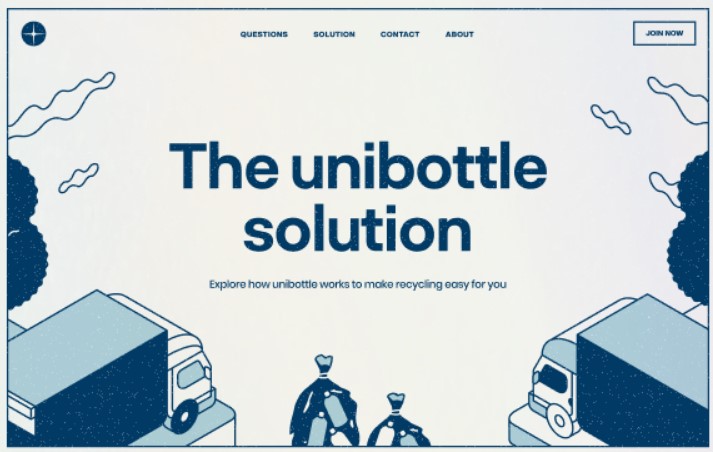 QUESTIONS SOLUTION CONTACT ABOUT JOIN NOW
The unibottle
solution
Explore how unibottle works to make recycling easy for you